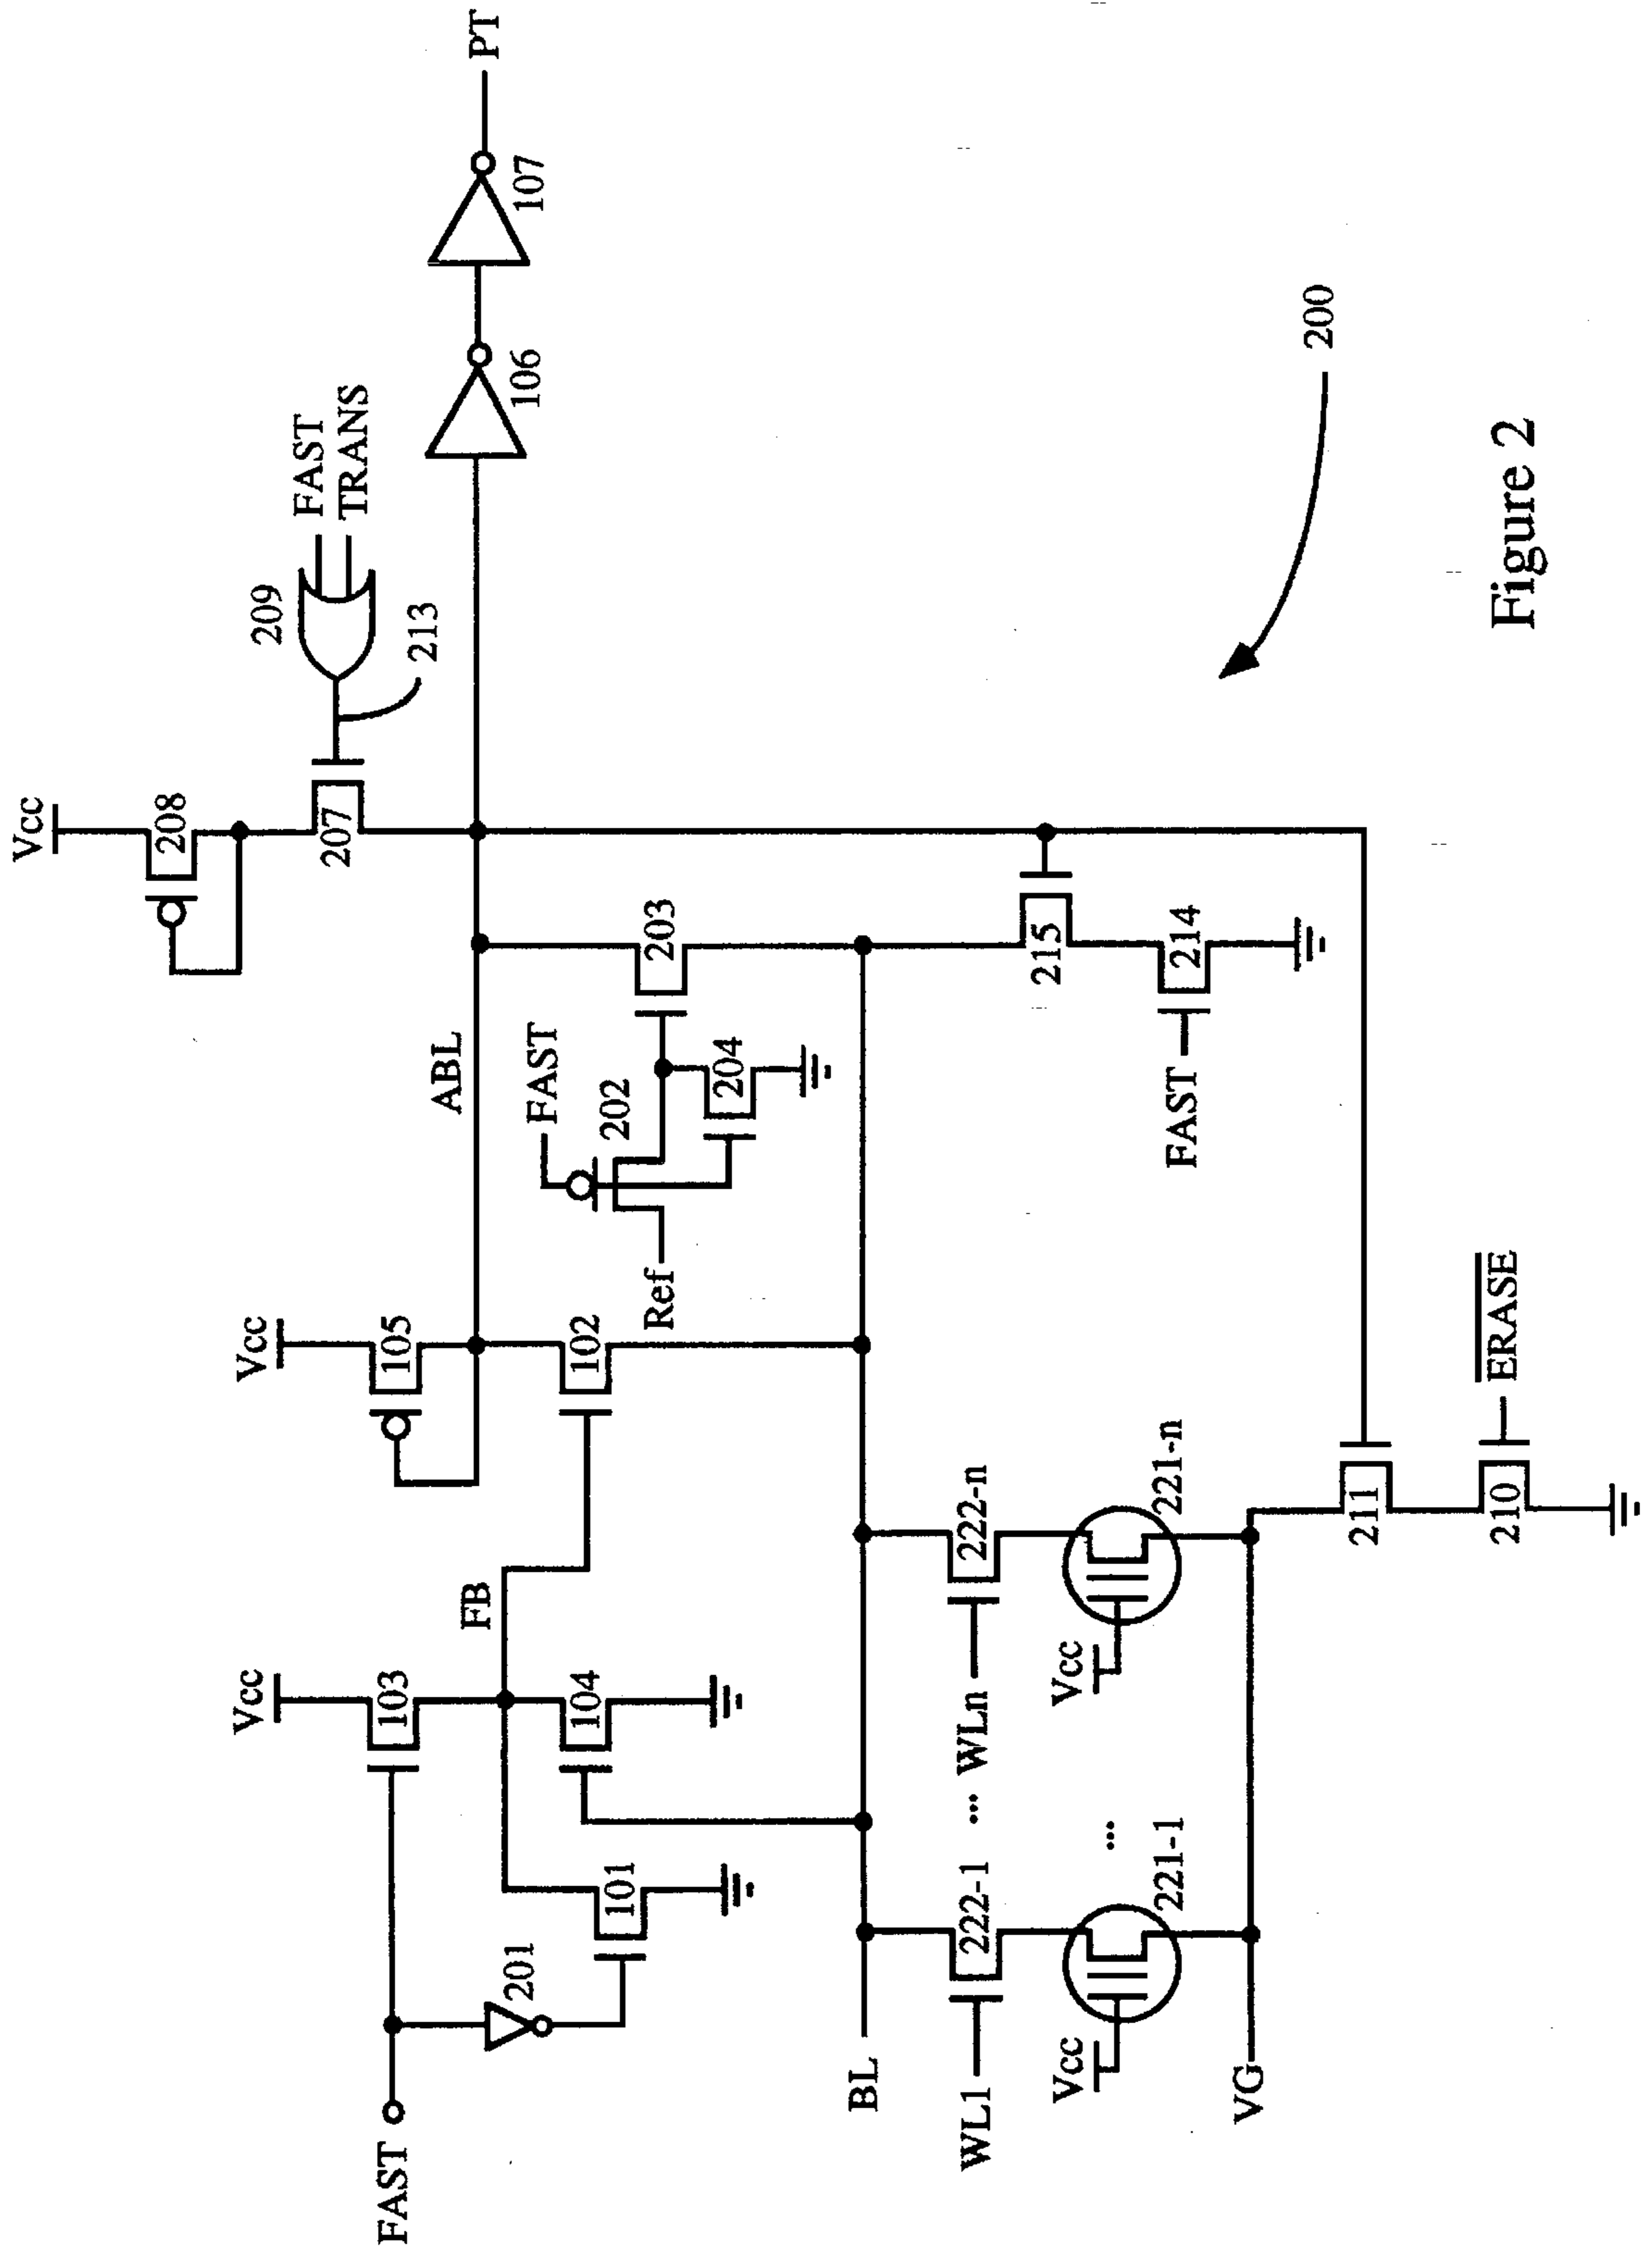 Vcc
208
209
FAST
TRANS
207
213
PT
106
107
Vcc
105
ABL
Vcc
103
FB
FAST
201
101
104
102
FAST
202
203
204
Ref
BL
215
FAST
214
200
WL1
222-1
...
WLn
222-n
Vcc
221-1
...
Vcc
221-n
VG
211
210
ERASE
Figure 2